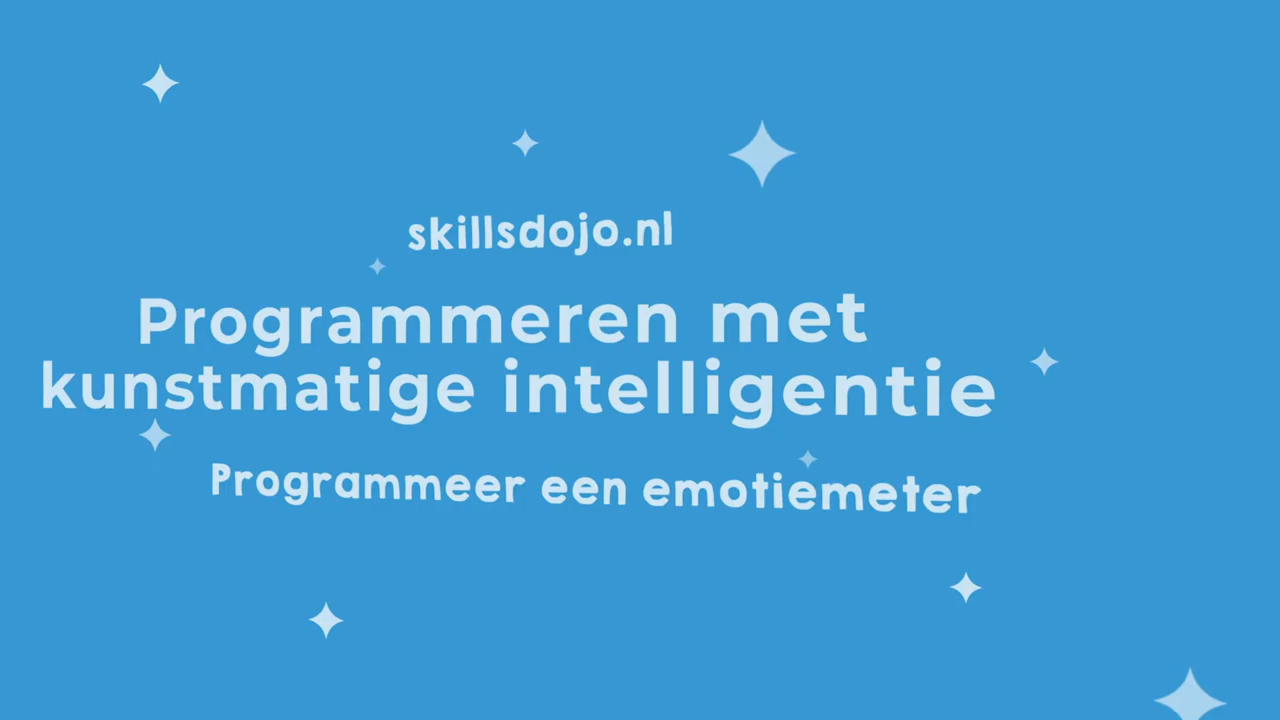 skillsdojo.nl
Programmeren met
kunstmatige intelligentie
Programmeer een emotiemeter